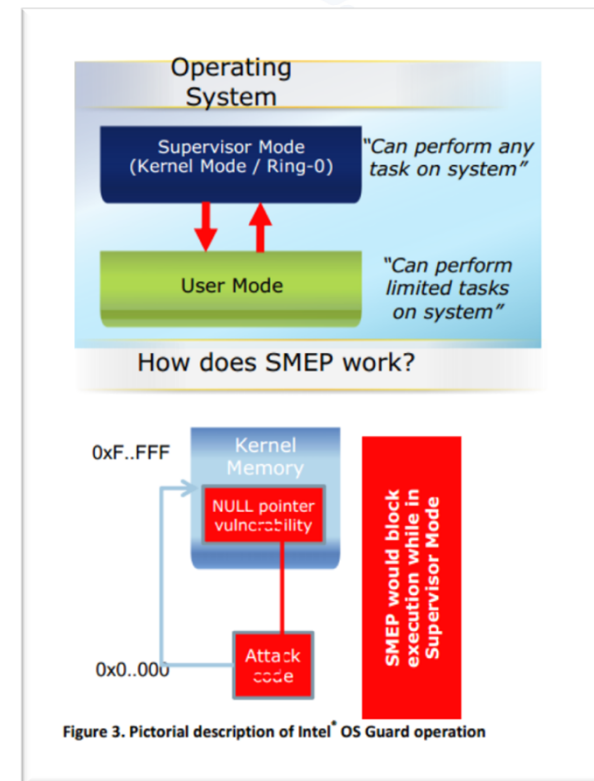 Operating
System
Supervisor Mode
(Kernel Mode / Ring-0)
“Can perform any
task on system”
User Mode
“Can perform
limited tasks
on system”
How does SMEP work?
0xF..FFF
Kernel
Memory
NULL pointer
vulnerability
SMEP would block
execution while in
Supervisor Mode
0x0..000
Attack
code
Figure 3. Pictorial description of Intel* OS Guard operation